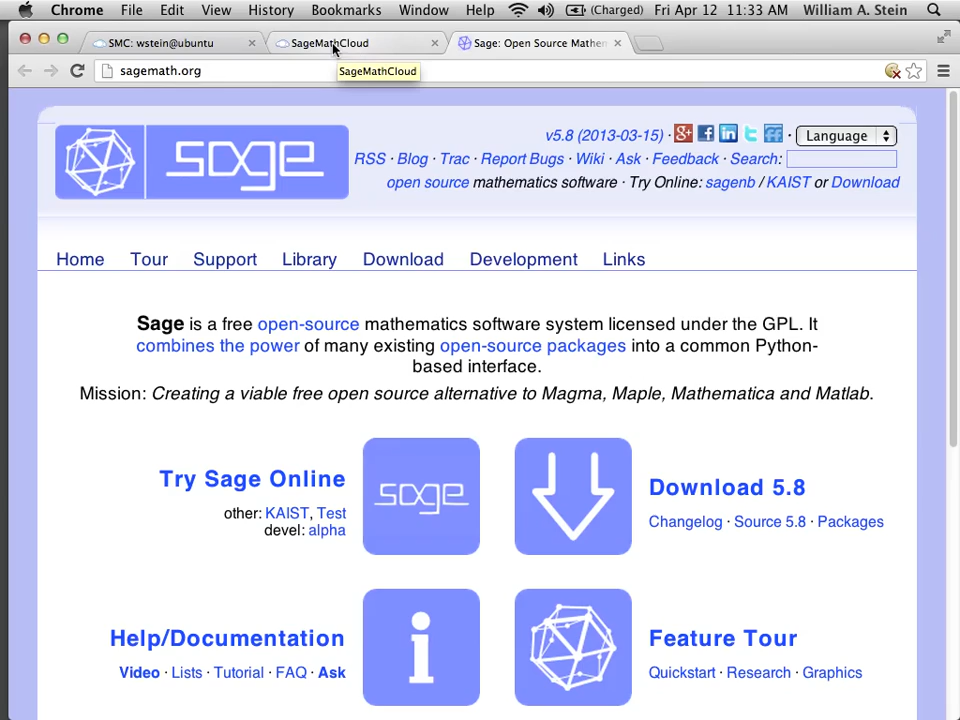 Chrome File Edit View History Bookmarks Window Help (Charged) Fri Apr 12 11:33 AM William A. Stein
SMC: wstein@ubuntu SageMathCloud Sage: Open Source Mathem
sagemath.org
SageMathCloud
v5.8 (2013-03-15) · · Language
sage
RSS · Blog · Trac · Report Bugs · Wiki · Ask · Feedback · Search:
open source mathematics software · Try Online: sagenb / KAIST or Download
Home Tour Support Library Download Development Links
Sage is a free open-source mathematics software system licensed under the GPL. It
combines the power of many existing open-source packages into a common Python-
based interface.
Mission: Creating a viable free open source alternative to Magma, Maple, Mathematica and Matlab.
Try Sage Online
other: KAIST, Test
devel: alpha
sage
Download 5.8
Changelog · Source 5.8 · Packages
Help/Documentation
Video · Lists · Tutorial · FAQ · Ask
i
Feature Tour
Quickstart · Research · Graphics